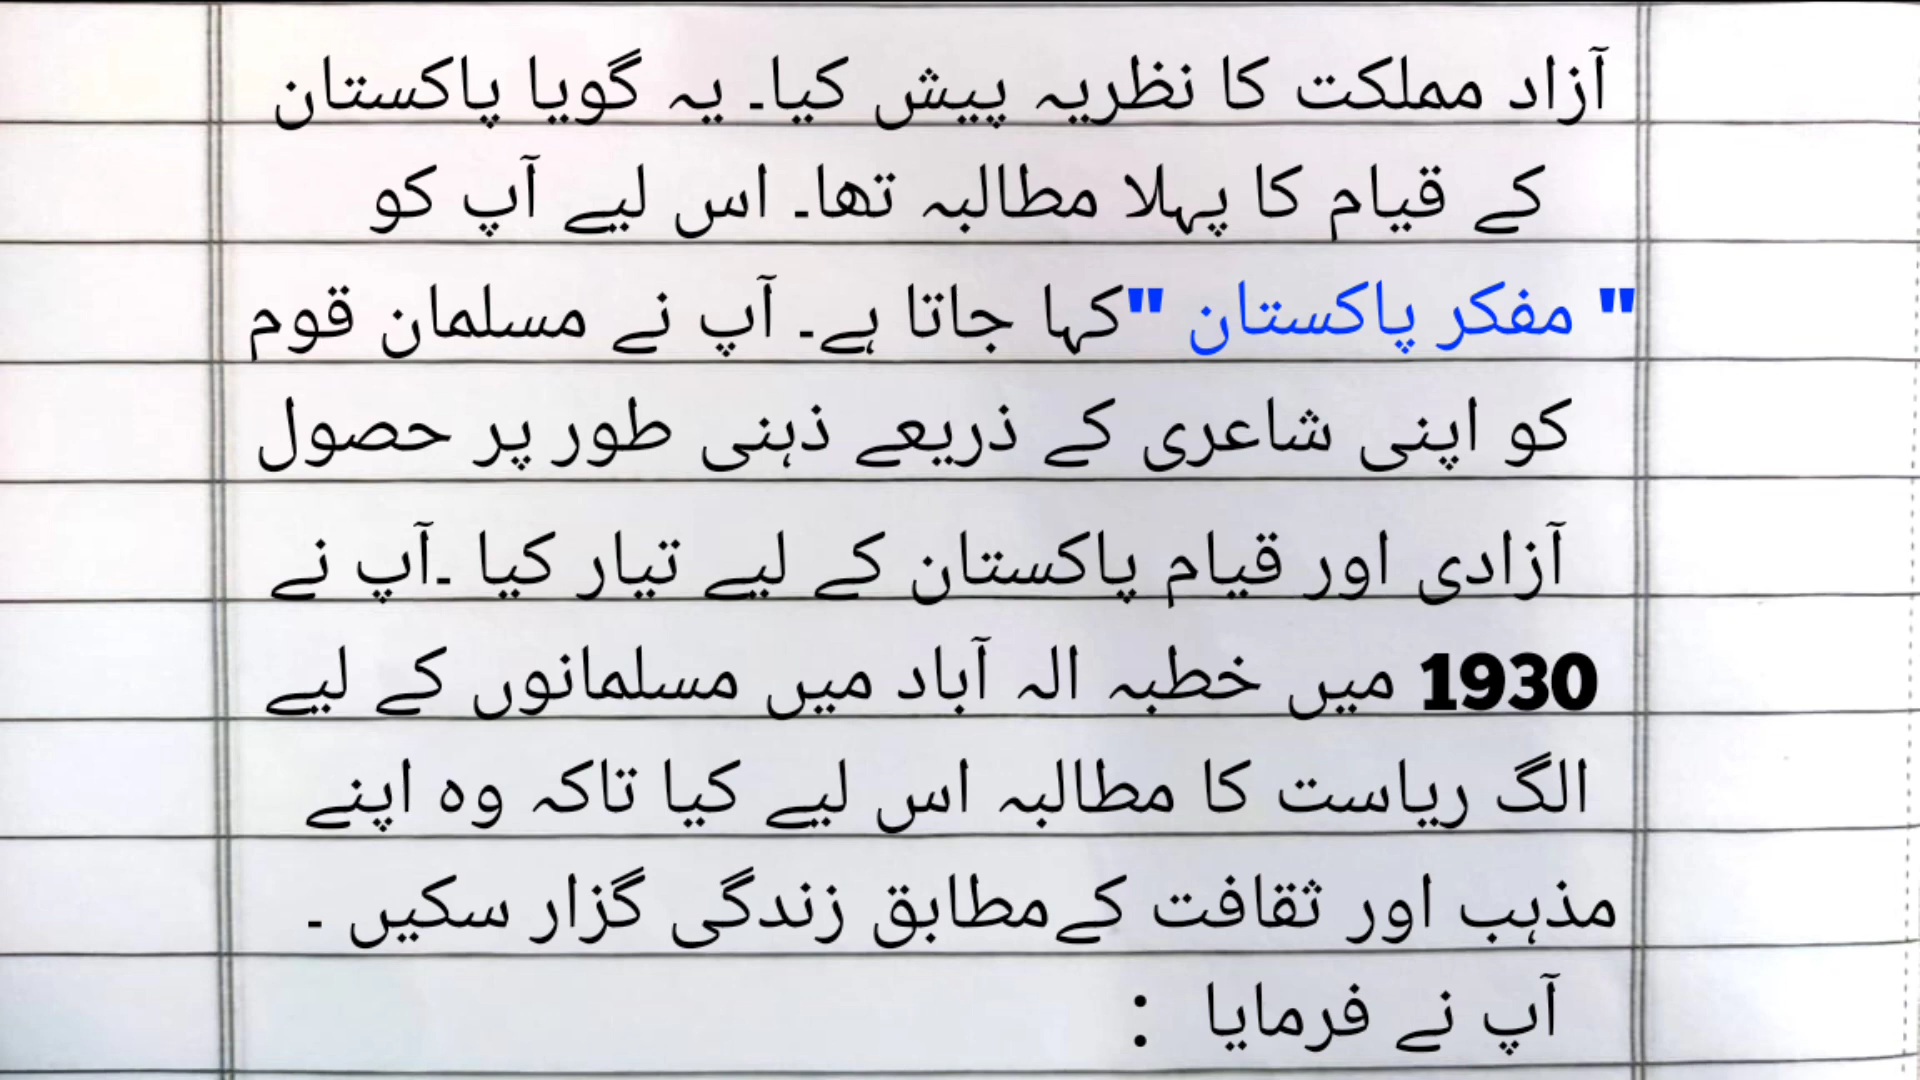 آزاد مملکت کا نظریہ پیش کیا۔ یہ گویا پاکستان
کے قیام کا پہلا مطالبہ تھا۔ اس لیے آپ کو
" مفکر پاکستان "کہا جاتا ہے۔ آپ نے مسلمان قوم
کو اپنی شاعری کے ذریعے ذہنی طور پر حصول
آزادی اور قیام پاکستان کے لیے تیار کیا ۔آپ نے
1930 میں خطبہ الہ آباد میں مسلمانوں کے لیے
الگ ریاست کا مطالبہ اس لیے کیا تاکہ وہ اپنے
مذہب اور ثقافت کےمطابق زندگی گزار سکیں ۔
آپ نے فرمایا :